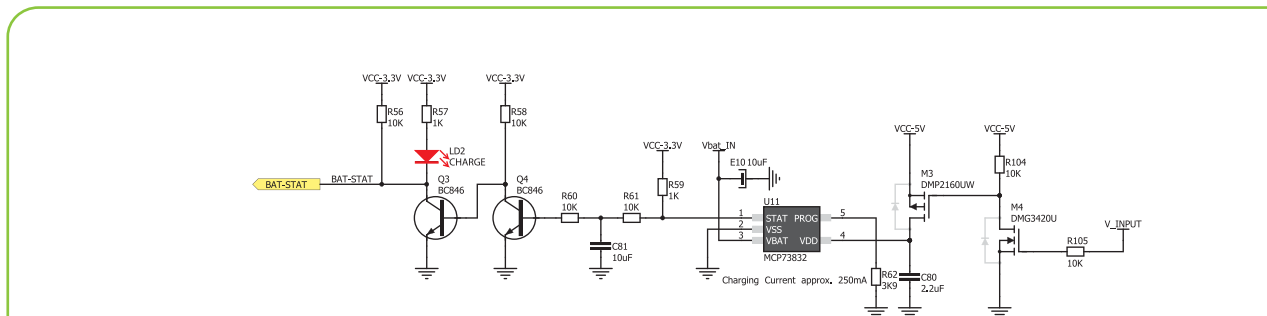 VCC-3.3V
VCC-3.3V
VCC-3.3V
R56
10K
R57
1K
R58
10K
LD2
CHARGE
BAT-STAT
BAT-STAT
Q3
BC846
Q4
BC846
R60
10K
R61
10K
C81
10uF
VCC-3.3V
R59
1K
Vbat_IN
E10 10uF
U11
1 STAT PROG 5
2 VSS
3 VBAT VDD 4
MCP73832
Charging Current approx. 250mA
R62
3K9
C80
2.2uF
VCC-5V
VCC-5V
M3
DMP2160UW
R104
10K
M4
DMG3420U
V_INPUT
R105
10K